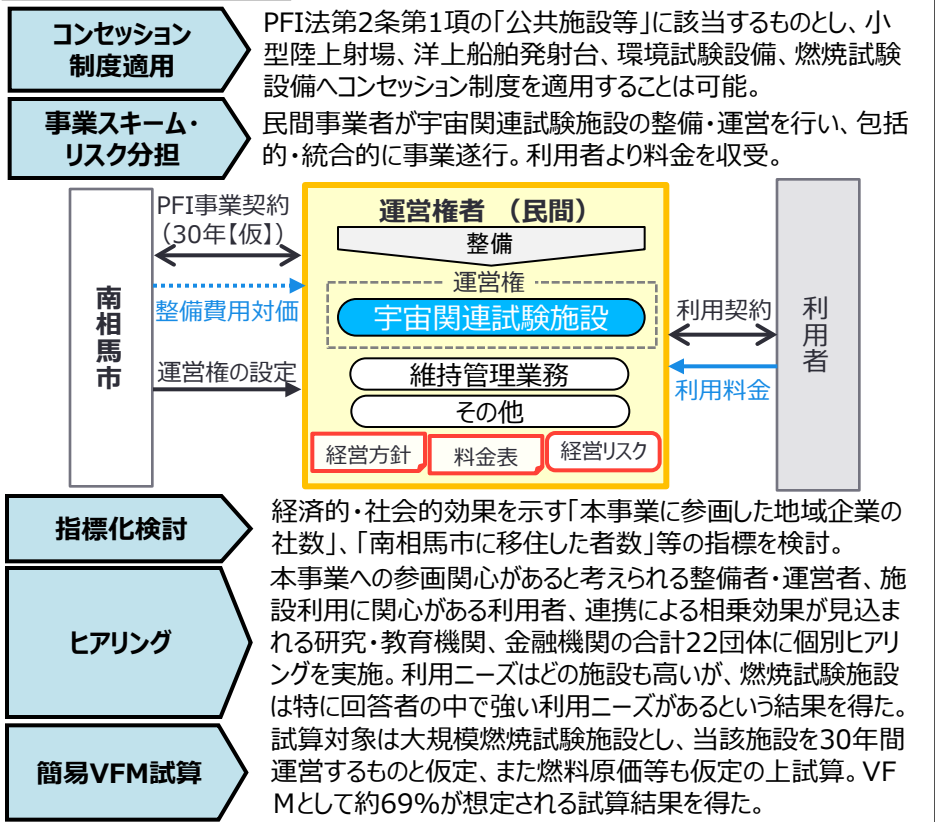 コンセッション
制度適用
PFI法第2条第1項の「公共施設等」に該当するものとし、小
型陸上射場、洋上船舶発射台、環境試験設備、燃焼試験
設備へコンセッション制度を適用することは可能。
事業スキーム・
リスク分担
民間事業者が宇宙関連試験施設の整備・運営を行い、包括
的・統合的に事業遂行。利用者より料金を収受。
南相馬市
PFI事業契約
（30年【仮】）
整備費用対価
運営権の設定
運営権者 （民間）
整備
運営権
宇宙関連試験施設
維持管理業務
その他
経営方針
料金表
経営リスク
利用契約
利用料金
利用者
指標化検討
経済的・社会的効果を示す「本事業に参画した地域企業の
社数」、「南相馬市に移住した者数」等の指標を検討。
ヒアリング
本事業への参画関心があると考えられる整備者・運営者、施
設利用に関心がある利用者、連携による相乗効果が見込ま
れる研究・教育機関、金融機関の合計22団体に個別ヒアリ
ングを実施。利用ニーズはどの施設も高いが、燃焼試験施設
は特に回答者の中で強い利用ニーズがあるという結果を得た。
簡易VFM試算
試算対象は大規模燃焼試験施設とし、当該施設を30年間
運営するものと仮定、また燃料原価等も仮定の上試算。VF
Mとして約69%が想定される試算結果を得た。